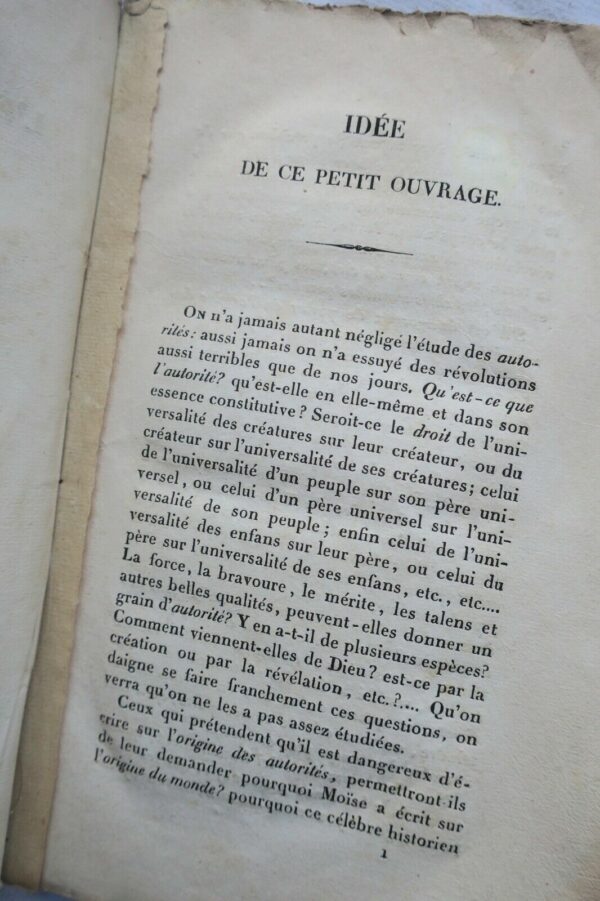 IDÉE
DE CE PETIT OUVRAGE.
On n'a jamais autant négligé l'étude des auto-
rités: aussi jamais on n'a essuyé des révolutions
aussi terribles que de nos jours. Qu'est-ce que
l'autorité? qu'est-elle en elle-même et dans son
essence constitutive? Seroit-ce le droit de l'uni-
versalité des créatures sur leur créateur, ou du
créateur sur l'universalité de ses créatures; celui
de l'universalité d'un peuple sur son père uni-
versel, ou celui d'un père universel sur l'uni-
versalité de son peuple; enfin celui de l'uni-
versalité des enfans sur leur père, ou celui du
père sur l'universalité de ses enfans, etc., etc....
La force, la bravoure, le mérite, les talens et
autres belles qualités, peuvent-elles donner un
grain d'autorité? Y en a-t-il de plusieurs espèces?
Comment viennent-elles de Dieu? est-ce par la
création ou par la révélation, etc.?.... Qu'on
daigne se faire franchement ces questions, on
verra qu'on ne les a pas assez étudiées.
Ceux qui prétendent qu'il est dangereux d'é-
crire sur l'origine des autorités, permettront-ils
de leur demander pourquoi Moïse a écrit sur
l'origine du monde? pourquoi ce célèbre historien
1